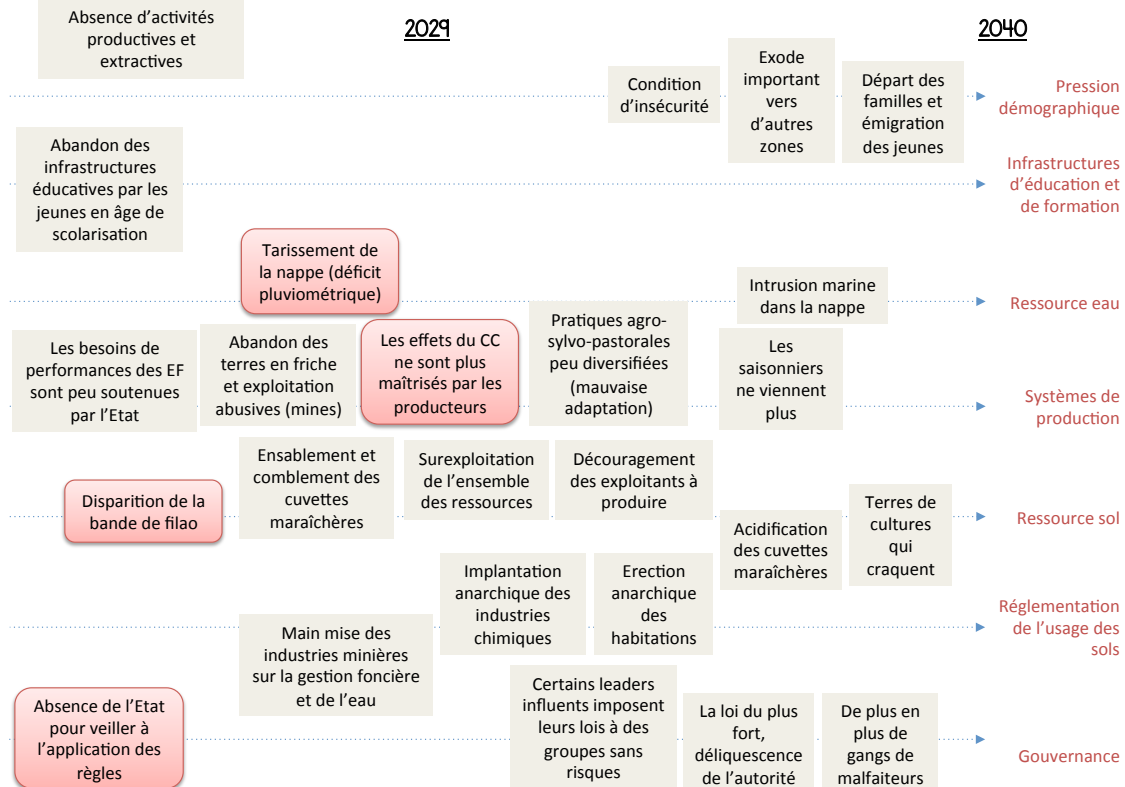 Absence d'activités
productives et
extractives
2029
2040
Condition
d'insécurité
Exode
important
vers
d'autres
zones
Départ des
familles et
émigration
des jeunes
Pression
démographique
Abandon des
infrastructures
éducatives par les
jeunes en âge de
scolarisation
Infrastructures
d'éducation et
de formation
Tarissement de
la nappe (déficit
pluviométrique)
Intrusion marine
dans la nappe
Ressource eau
Les besoins de
performances des EF
sont peu soutenues
par l'Etat
Abandon des
terres en friche
et exploitation
abusives (mines)
Les effets du CC
ne sont plus
maîtrisés par les
producteurs
Pratiques agro-
sylvo-pastorales
peu diversifiées
(mauvaise
adaptation)
Les
saisonniers
ne viennent
plus
Systèmes de
production
Disparition de la
bande de filao
Ensablement et
comblement des
cuvettes
maraîchères
Surexploitation
de l'ensemble
des ressources
Découragement
des exploitants à
produire
Acidification
des cuvettes
maraîchères
Terres de
cultures
qui
craquent
Ressource sol
Main mise des
industries minières
sur la gestion foncière
et de l'eau
Implantation
anarchique des
industries
chimiques
Erection
anarchique
des
habitations
Réglementation
de l'usage des
sols
Absence de l'Etat
pour veiller à
l'application des
règles
Certains leaders
influents imposent
leurs lois à des
groupes sans
risques
La loi du plus
fort,
déliquescence
de l'autorité
De plus en
plus de
gangs de
malfaiteurs
Gouvernance